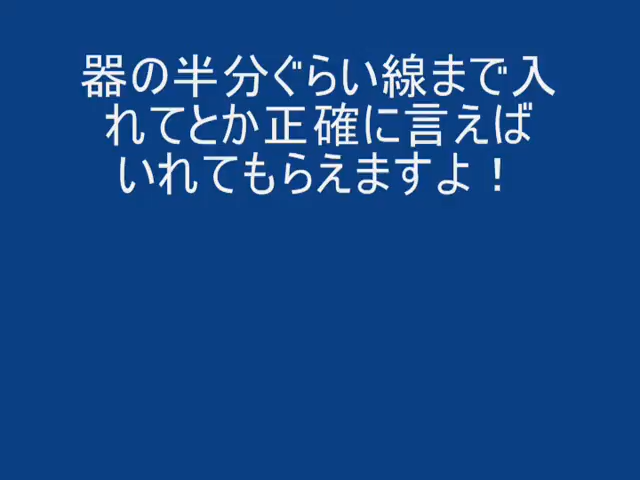 器の半分ぐらい線まで入
れてとか正確に言えば
いれてもらえますよ！